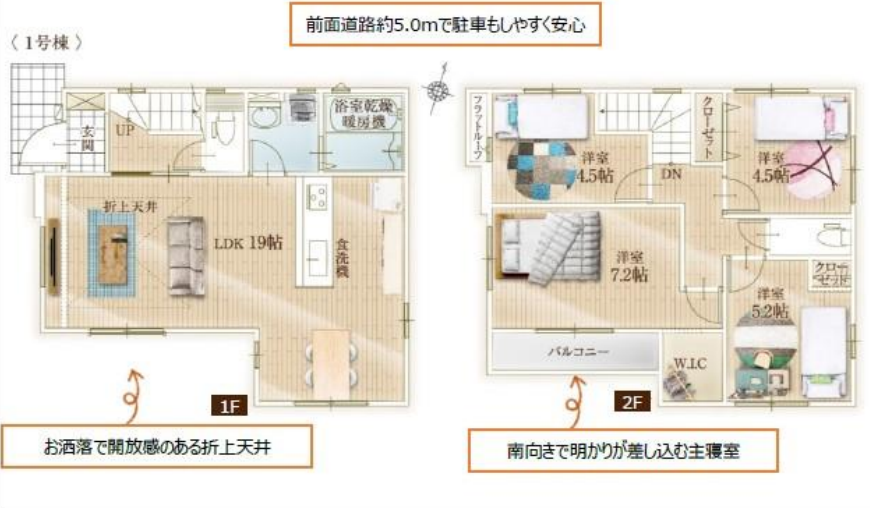 前面道路約5.0mで駐車もしやすく安心
〈1号棟〉
玄関
UP
浴室乾燥
暖房機
折上天井
LDK 19帖
食洗機
1F
お洒落で開放感のある折上天井
フラットルーフ
洋室
4.5帖
DN
クローゼット
洋室
4.5帖
洋室
7.2帖
クロー
ゼット
洋室
5.2帖
バルコニー
W.I.C
2F
南向きで明かりが差し込む主寝室